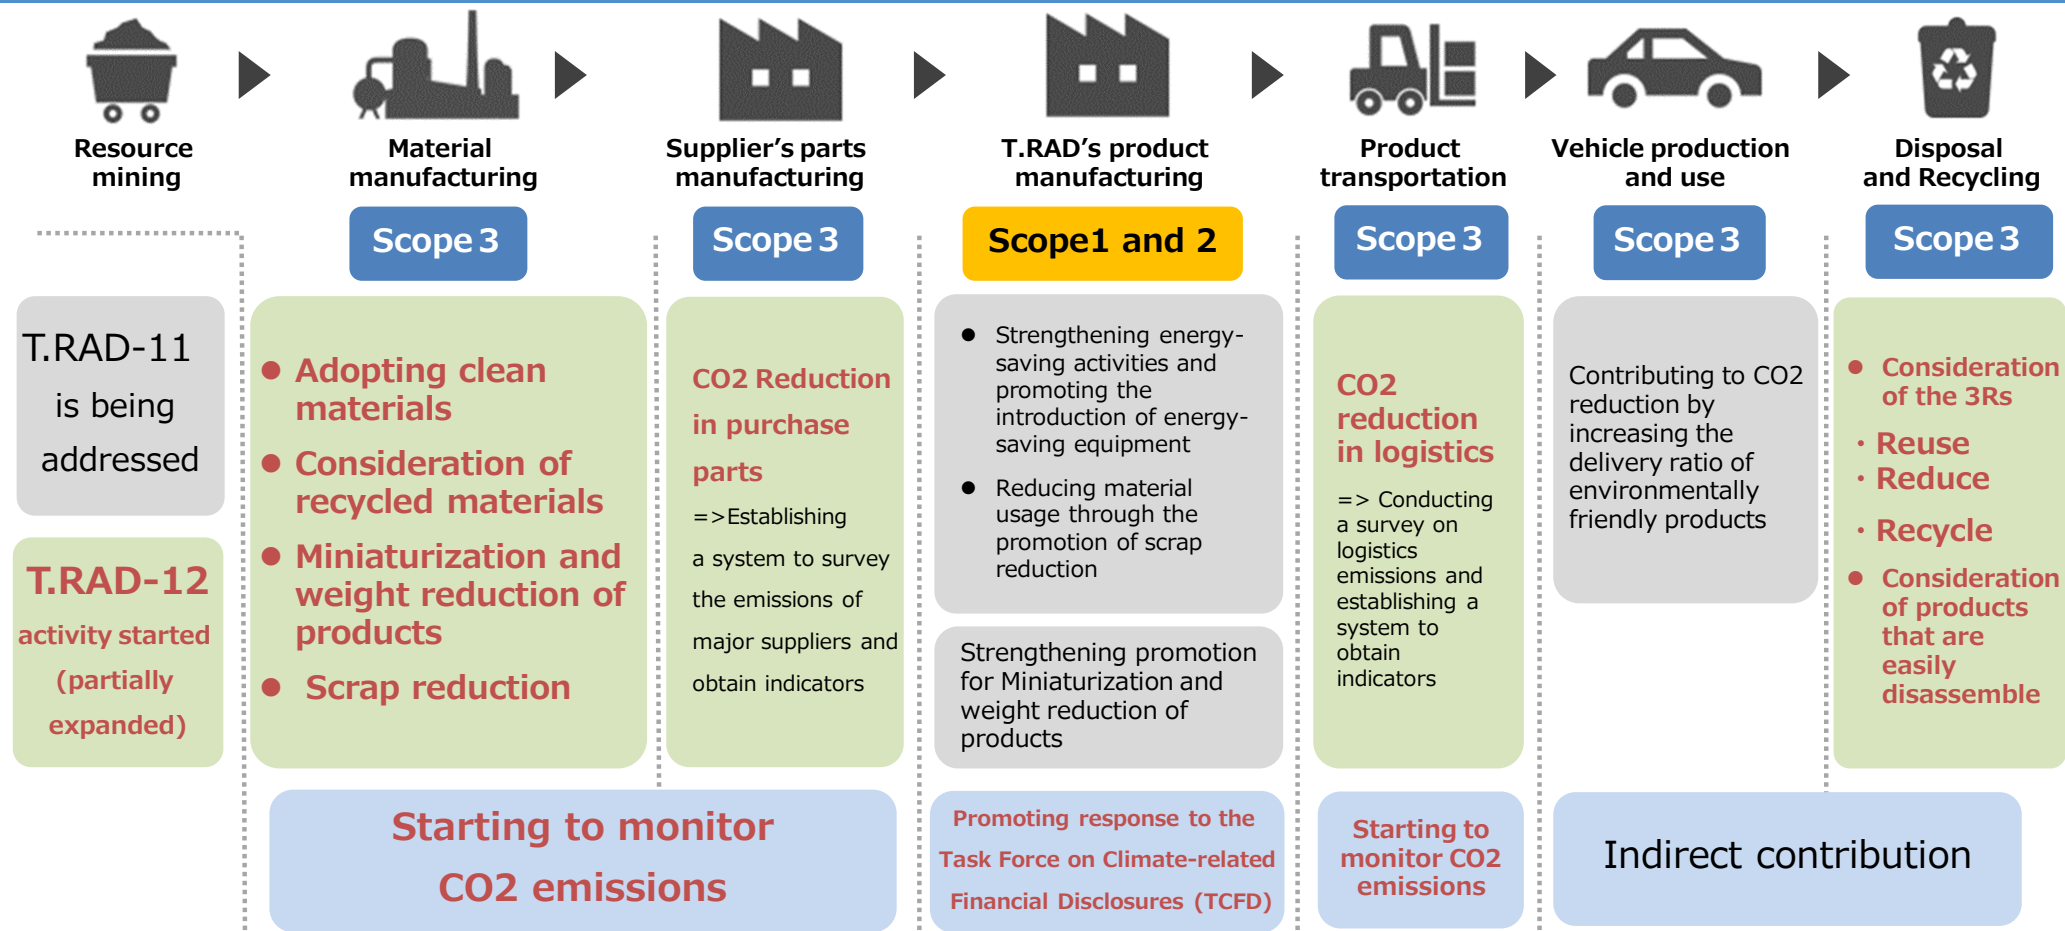 Resource
mining
Material
manufacturing
Supplier’s parts
manufacturing
T.RAD’s product
manufacturing
Product
transportation
Vehicle production
and use
Disposal
and Recycling
Scope 3
Scope 3
Scope1 and 2
Scope 3
Scope 3
Scope 3
T.RAD-11
is being
addressed
T.RAD-12
activity started
(partially
expanded)
● Adopting clean
materials
● Consideration of
recycled materials
● Miniaturization and
weight reduction of
products
● Scrap reduction
CO2 Reduction
in purchase
parts
=>Establishing
a system to survey
the emissions of
major suppliers and
obtain indicators
● Strengthening energy-
saving activities and
promoting the
introduction of energy-
saving equipment
● Reducing material
usage through the
promotion of scrap
reduction
Strengthening promotion
for Miniaturization and
weight reduction of
products
CO2
reduction
in logistics
=> Conducting
a survey on
logistics
emissions and
establishing a
system to
obtain
indicators
Contributing to CO2
reduction by
increasing the
delivery ratio of
environmentally
friendly products
● Consideration
of the 3Rs
・Reuse
・Reduce
・Recycle
● Consideration
of products
that are
easily
disassemble
Starting to monitor
CO2 emissions
Promoting response to the
Task Force on Climate-related
Financial Disclosures (TCFD)
Starting to
monitor CO2
emissions
Indirect contribution